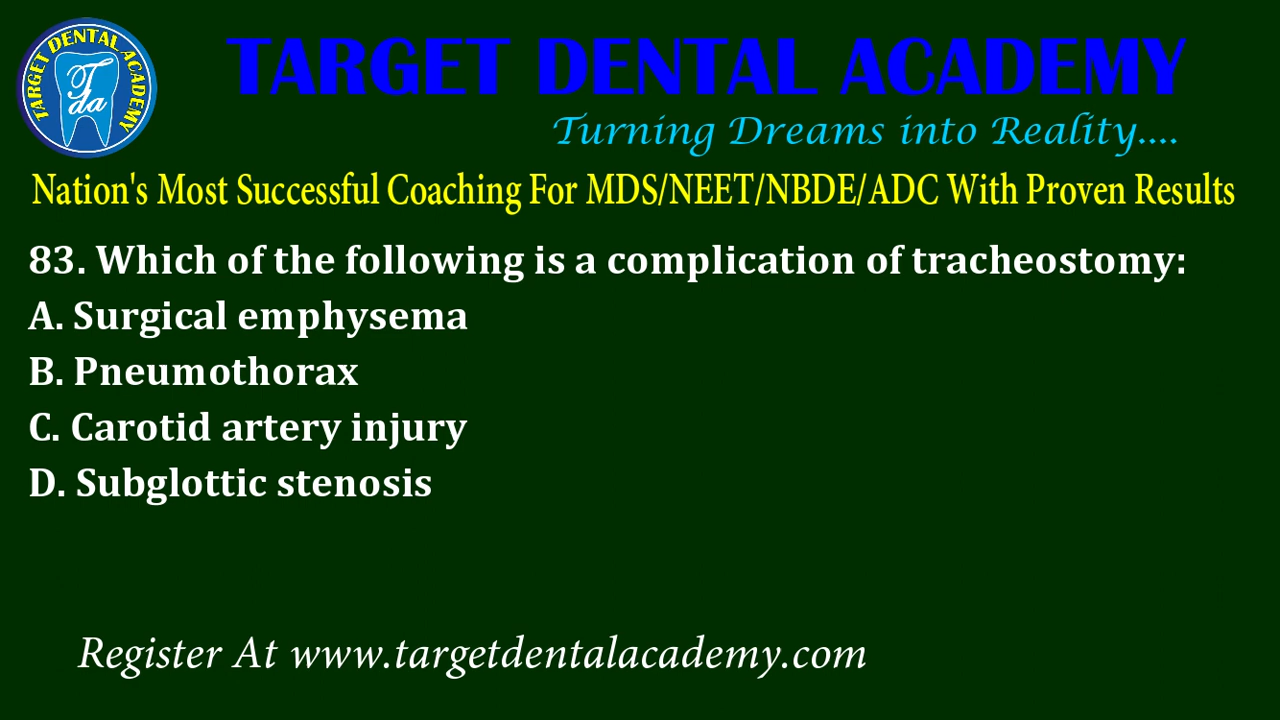 TARGET DENTAL ACADEMY
Tda
TARGET DENTAL ACADEMY
Turning Dreams into Reality....
Nation's Most Successful Coaching For MDS/NEET/NBDE/ADC With Proven Results
83. Which of the following is a complication of tracheostomy:
A. Surgical emphysema
B. Pneumothorax
C. Carotid artery injury
D. Subglottic stenosis
Register At www.targetdentalacademy.com